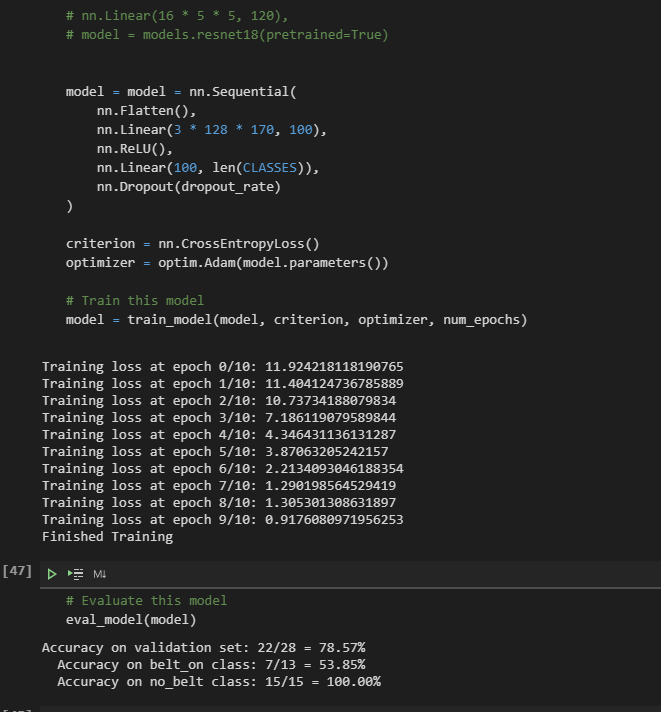 # nn.Linear(16 * 5 * 5, 120),
# model = models.resnet18(pretrained=True)
model = model = nn.Sequential(
nn.Flatten(),
nn.Linear(3 * 128 * 170, 100),
nn.ReLU(),
nn.Linear(100, len(CLASSES)),
nn.Dropout(dropout_rate)
)
criterion = nn.CrossEntropyLoss()
optimizer = optim.Adam(model.parameters())
# Train this model
model = train_model(model, criterion, optimizer, num_epochs)
Training loss at epoch 0/10: 11.924218118190765
Training loss at epoch 1/10: 11.404124736785889
Training loss at epoch 2/10: 10.73734188079834
Training loss at epoch 3/10: 7.186119079589844
Training loss at epoch 4/10: 4.346431136131287
Training loss at epoch 5/10: 3.87063205242157
Training loss at epoch 6/10: 2.2134093046188354
Training loss at epoch 7/10: 1.290198564529419
Training loss at epoch 8/10: 1.305301308631897
Training loss at epoch 9/10: 0.9176080971956253
Finished Training
[47] M↓
# Evaluate this model
eval_model(model)
Accuracy on validation set: 22/28 = 78.57%
Accuracy on belt_on class: 7/13 = 53.85%
Accuracy on no_belt class: 15/15 = 100.00%